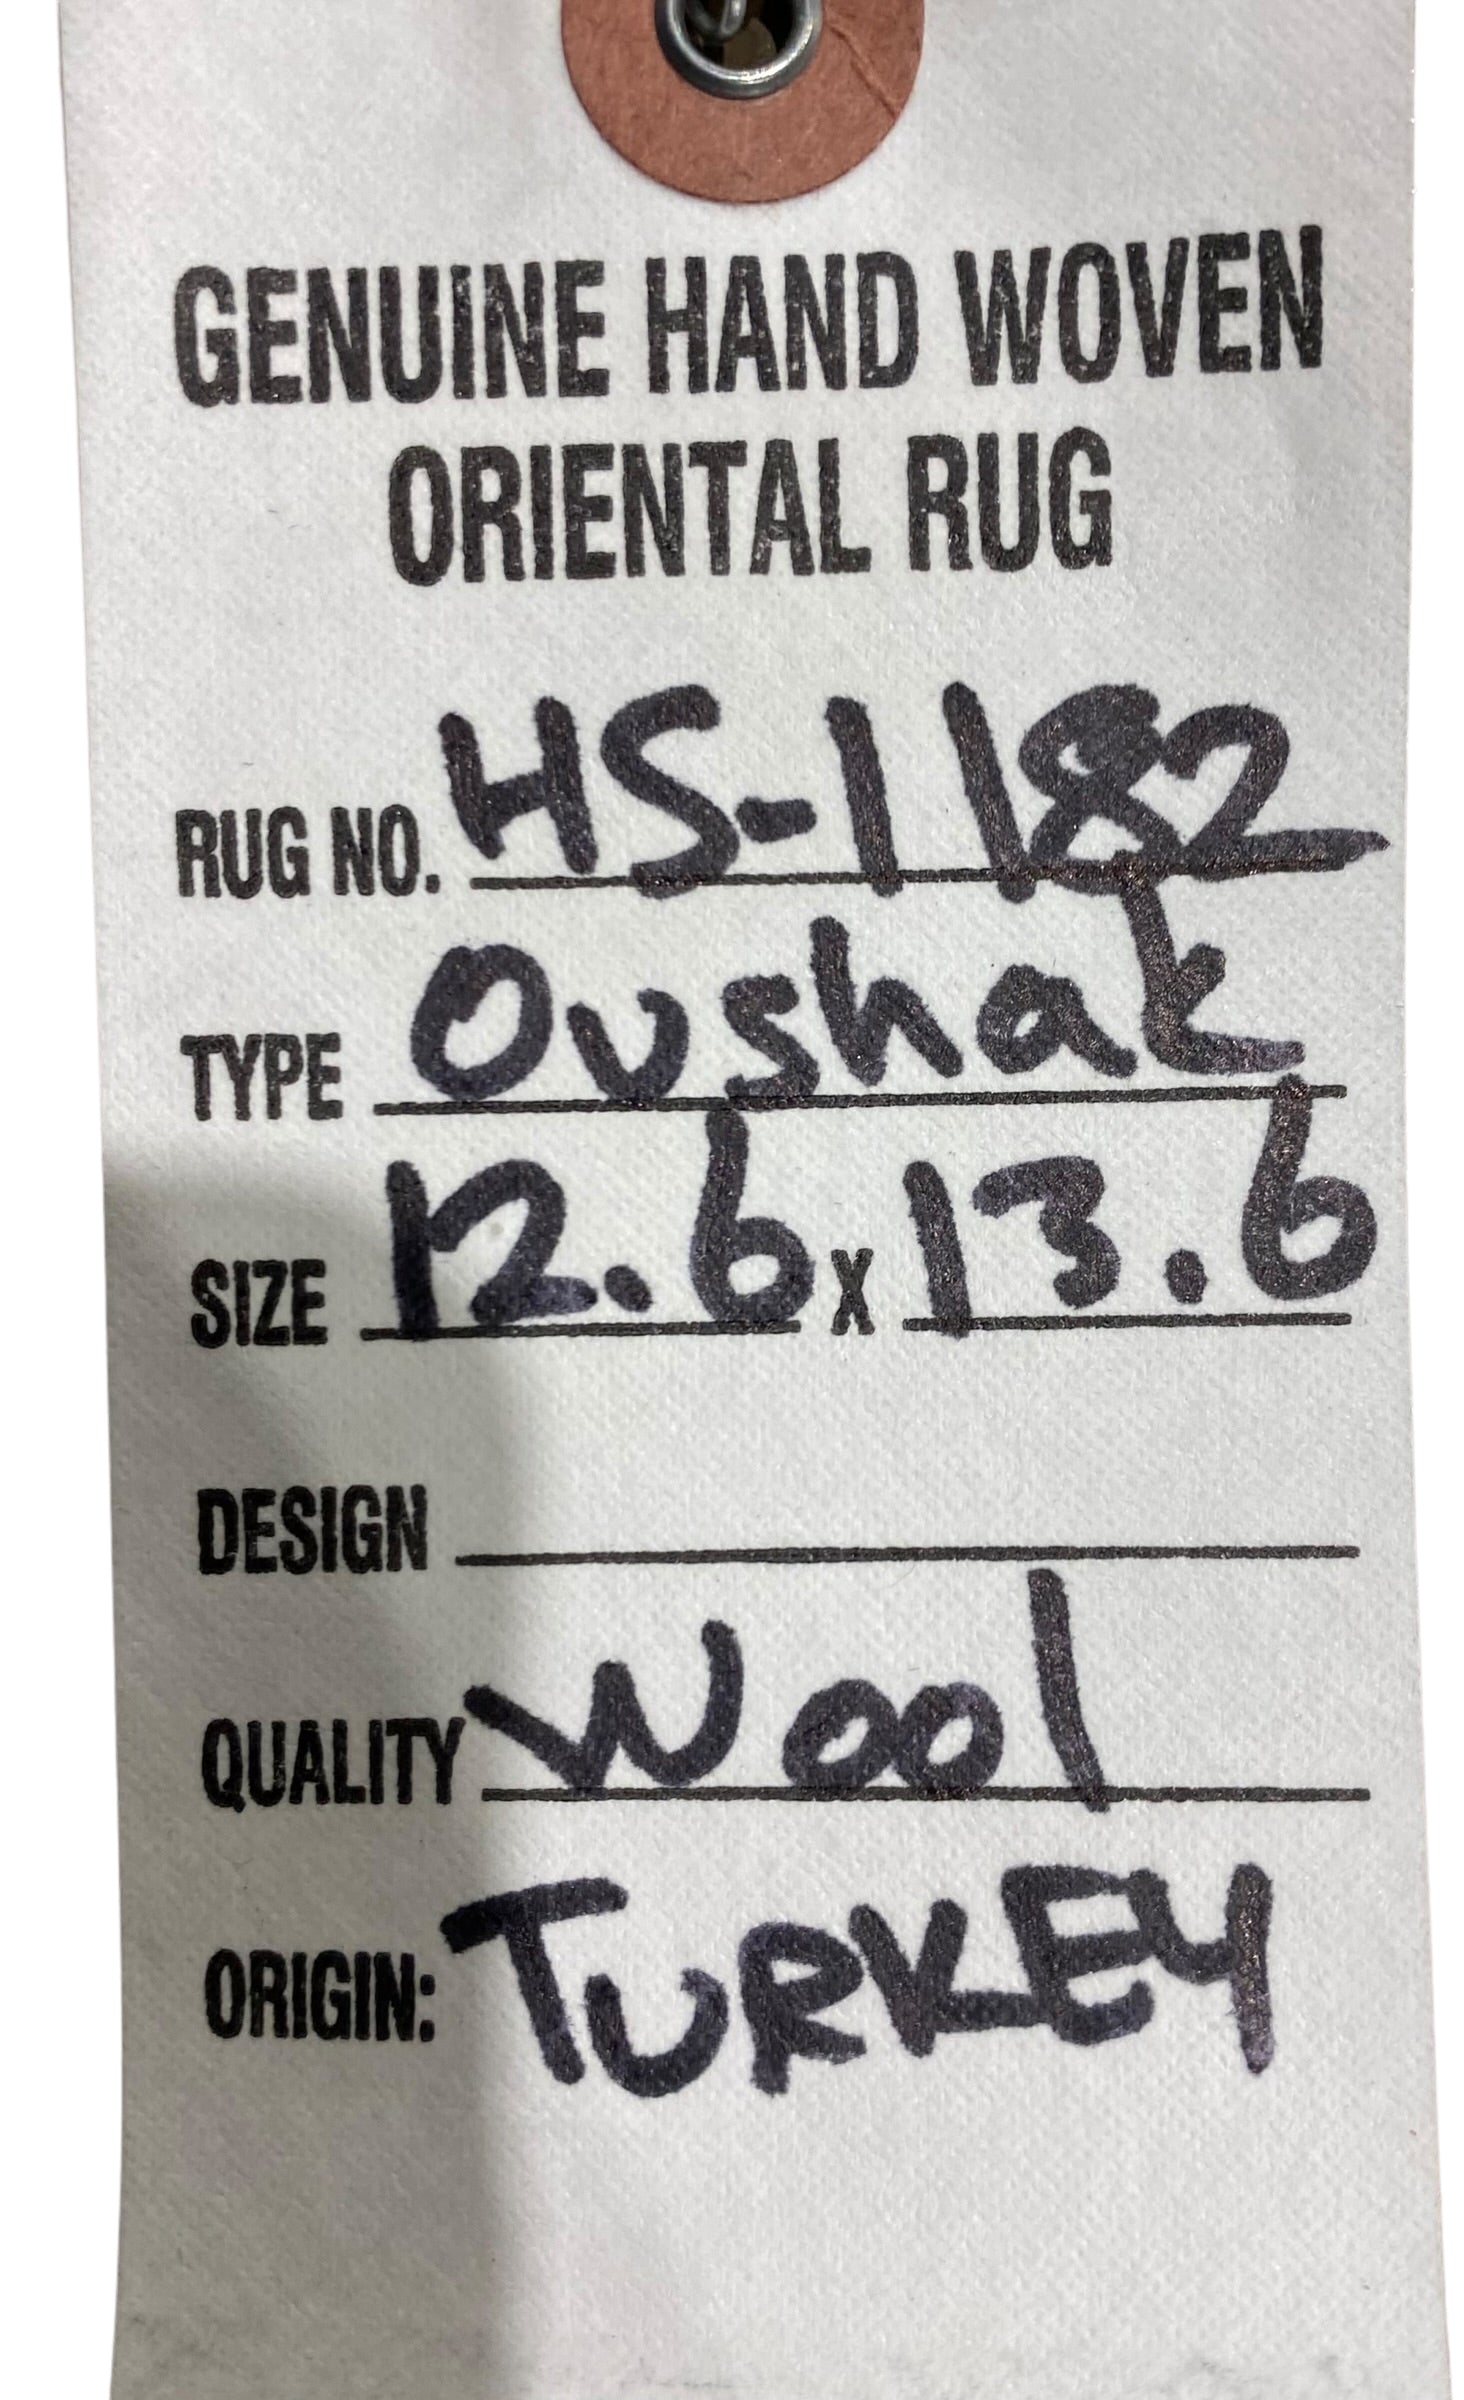 GENUINE HAND WOVEN
ORIENTAL RUG
RUG NO. HS-1182
TYPE Oushak
SIZE 12.6 X 13.6
DESIGN
QUALITY Wool
ORIGIN: TURKEY